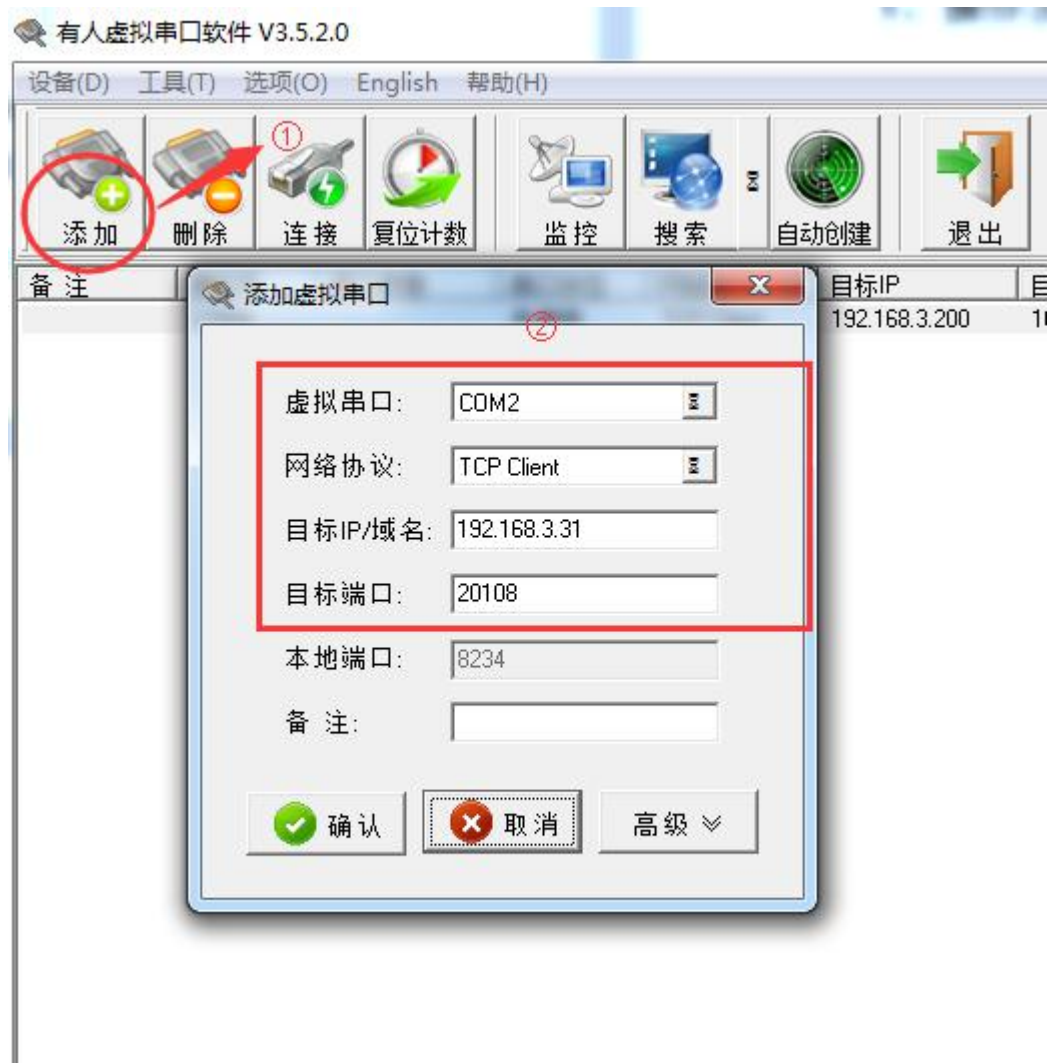 有人虚拟串口软件 V3.5.2.0
设备(D) 工具(T) 选项(O) English 帮助(H)
①
添加 删除 连接 复位计数 监控 搜索 自动创建 退出
备 注 目标IP
添加虚拟串口
192.168.3.200
②
虚拟串口: COM2
网络协议: TCP Client
目标IP/域名: 192.168.3.31
目标端口: 20108
本地端口: 8234
备 注:
确认 取消 高级